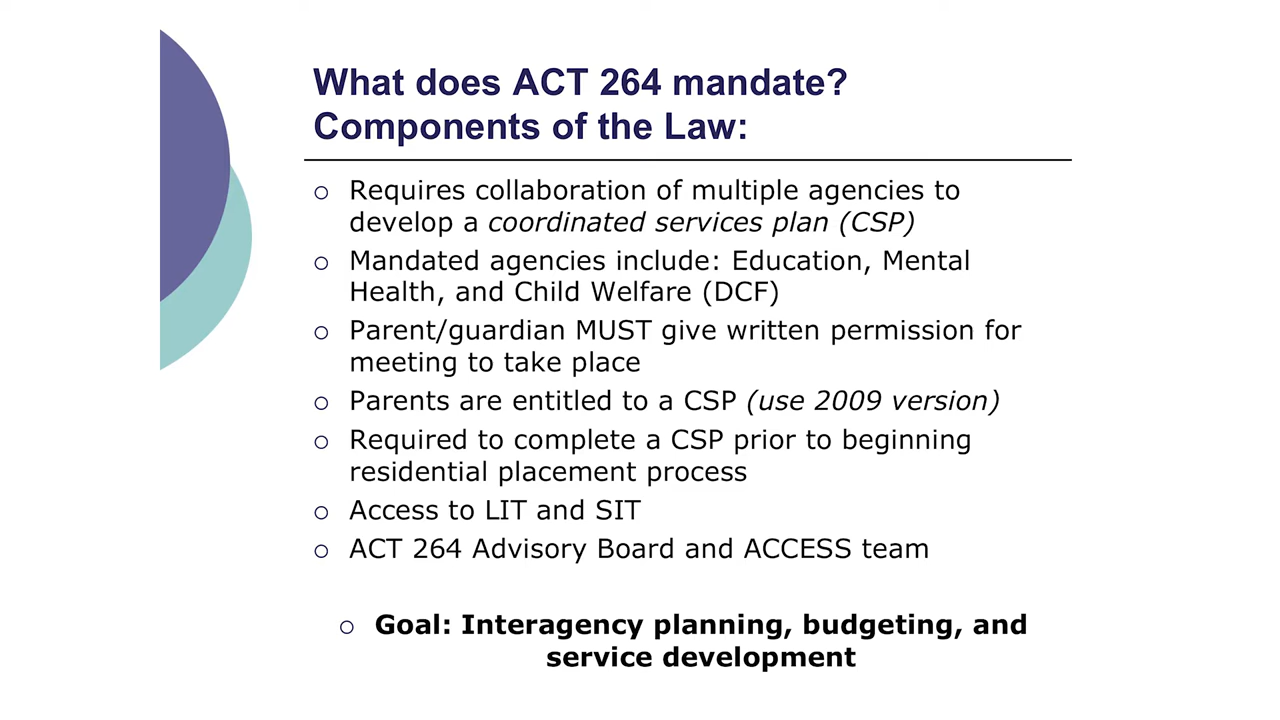 What does ACT 264 mandate?
Components of the Law:
Requires collaboration of multiple agencies to
develop a coordinated services plan (CSP)
Mandated agencies include: Education, Mental
Health, and Child Welfare (DCF)
Parent/guardian MUST give written permission for
meeting to take place
Parents are entitled to a CSP (use 2009 version)
Required to complete a CSP prior to beginning
residential placement process
Access to LIT and SIT
ACT 264 Advisory Board and ACCESS team
Goal: Interagency planning, budgeting, and
service development